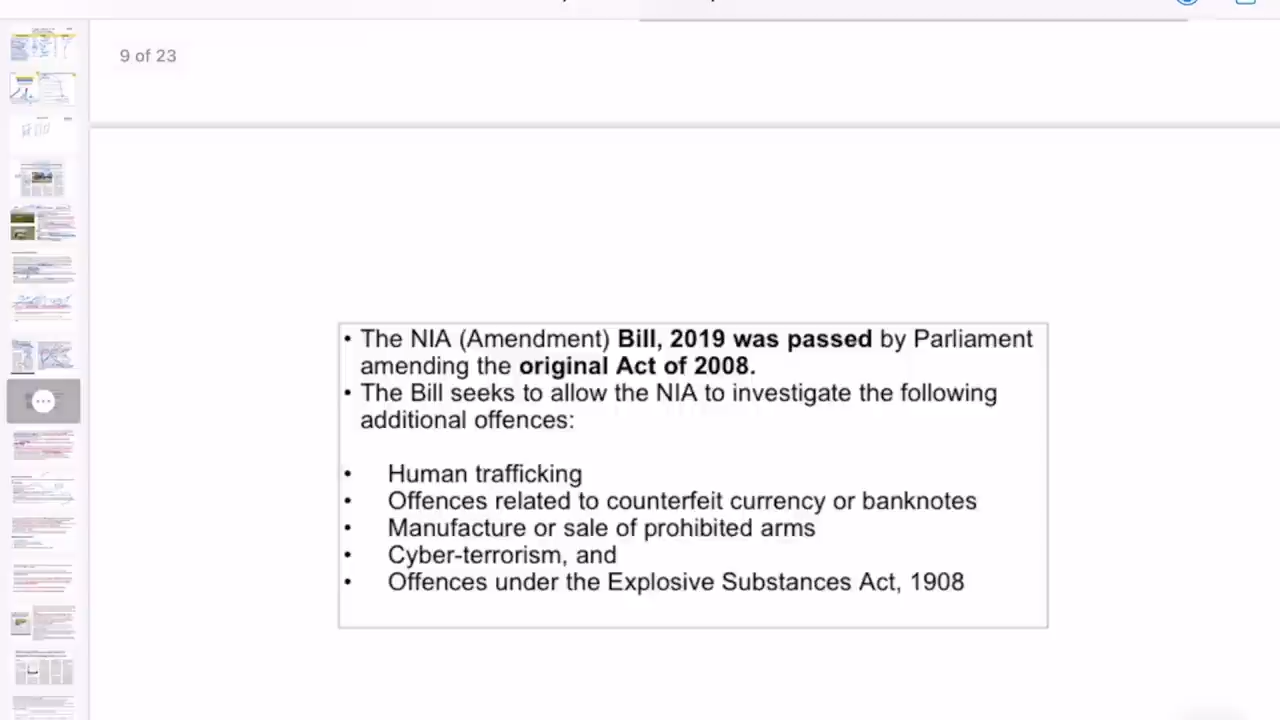 9 of 23
• The NIA (Amendment) Bill, 2019 was passed by Parliament
amending the original Act of 2008.
• The Bill seeks to allow the NIA to investigate the following
additional offences:
• Human trafficking
• Offences related to counterfeit currency or banknotes
• Manufacture or sale of prohibited arms
• Cyber-terrorism, and
• Offences under the Explosive Substances Act, 1908